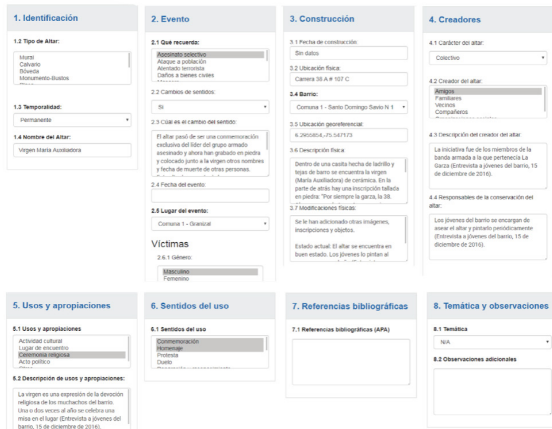 1. Identificación
1.2 Tipo de Altar:
Mural
Calvario
Bóveda
Monumento-Bustos
1.3 Temporalidad:
Permanente
1.4 Nombre del Altar:
Virgen María Auxiliadora
2. Evento
2.1 Qué recuerda:
Asesinato selectivo
Ataque a población
Atentado terrorista
Daños a bienes civiles
2.2 Cambios de sentidos:
Si
2.3 Cuál es el cambio del sentido:
El altar pasó de ser una conmemoración
exclusiva del líder del grupo armado
asesinado y ahora han grabado en piedra
y colocado junto a la virgen otros nombres
y fecha de muerte de otras personas.
2.4 Fecha del evento:
2.5 Lugar del evento:
Comuna 1 - Granizal
Víctimas
2.6.1 Género
Masculino
Femenino
3. Construcción
3.1 Fecha de construcción:
Sin datos
3.2 Ubicación física:
Carrera 36 A # 107 C
3.4 Barrio:
Comuna 1 - Santo Domingo Savio N 1
3.5 Ubicación georeferencial:
3.6 Descripción física
Dentro de una casita hecha de ladrillo y
tejas de barro se encuentra la virgen
(María Auxiliadora) de cerámica. En la
parte de atrás hay una inscripción tallada
en piedra: "Por siempre la garza, la 38.
3.7 Modificaciones físicas:
Se le han adicionado otras imágenes,
inscripciones y objetos.
Estado actual: El altar se encuentra en
buen estado. Los jóvenes lo pintan al
4. Creadores
4.1 Carácter del altar:
Colectivo
4.2 Creador del altar:
Amigos
Familiares
Vecinos
Compañeros
4.3 Descripción del creador del altar:
La iniciativa fue de los miembros de la
banda armada a la que pertenecía La
Garza (Entrevista a jóvenes del barrio, 15
de diciembre de 2016).
4.4 Responsables de la conservación del
altar:
Los jóvenes del barrio se encargan de
asear el altar y pintarlo periódicamente
(Entrevista a jóvenes del barrio, 15 de
diciembre de 2016).
5. Usos y apropiaciones
5.1 Usos y apropiaciones
Actividad cultural
Lugar de encuentro
Ceremonia religiosa
Acto político
5.2 Descripción de usos y apropiaciones:
La virgen es una expresión de la devoción
religiosa de los muchachos del barrio.
Una o dos veces al año se celebra una
misa en el lugar (Entrevista a jóvenes del
barrio, 15 de diciembre de 2016).
6. Sentidos del uso
6.1 Sentidos del uso
Conmemoración
Homenaje
Protesta
Duelo
7. Referencias bibliográficas
7.1 Referencias bibliográficas (APA)
8. Temática y observaciones
8.1 Temática
N/A
8.2 Observaciones adicionales